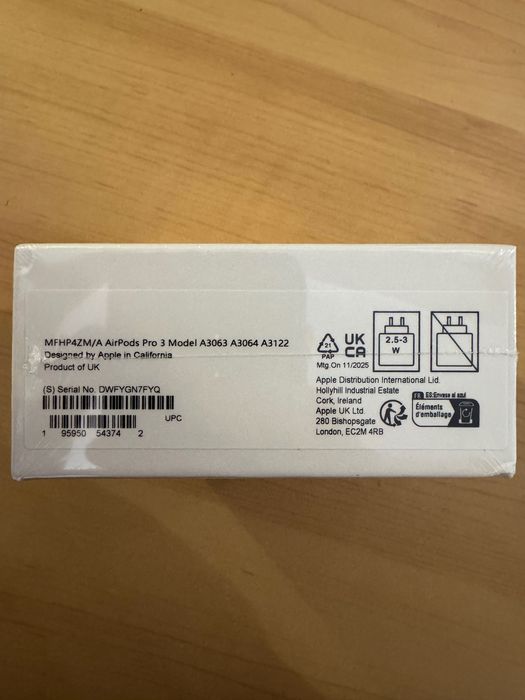 MFHP4ZM/A AirPods Pro 3 Model A3063 A3064 A3122
Designed by Apple in California
Product of UK
(S) Serial No. DWFYGN7FYQ
UPC
1 95950 54374 2
21
PAP
UK
CA
2.5-3
W
Mfg On 11/2025
Apple Distribution International Ltd.
Hollyhill Industrial Estate
Cork, Ireland
Apple UK Ltd.
280 Bishopsgate
London, EC2M 4RB
FR ES:Envase al azul
Éléments
d'emballage